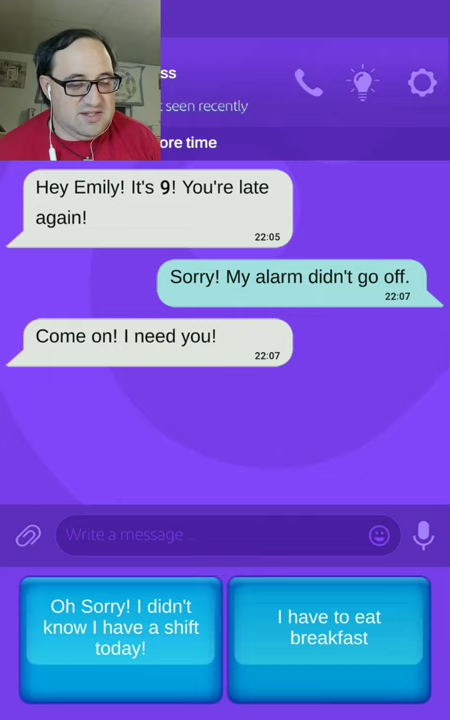 ss
t seen recently
ore time
Hey Emily! It's 9! You're late
again!
22:05
Sorry! My alarm didn't go off.
22:07
Come on! I need you!
22:07
Write a message ...
Oh Sorry! I didn't
know I have a shift
today!
I have to eat
breakfast